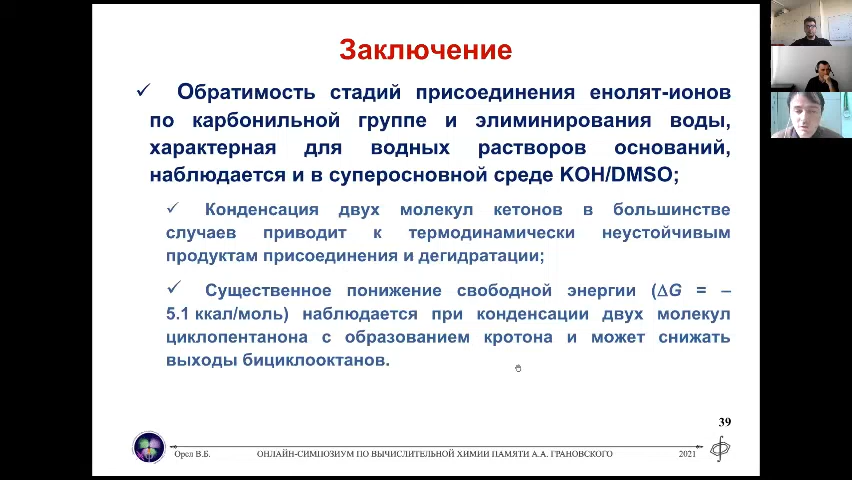 Заключение
✓ Обратимость стадий присоединения енолят-ионов
по карбонильной группе и элиминирования воды,
характерная для водных растворов оснований,
наблюдается и в суперосновной среде KOH/DMSO;
✓ Конденсация двух молекул кетонов в большинстве
случаев приводит к термодинамически неустойчивым
продуктам присоединения и дегидратации;
✓ Существенное понижение свободной энергии (ΔG = –
5.1 ккал/моль) наблюдается при конденсации двух молекул
циклопентанона с образованием кротона и может снижать
выходы бициклооктанов.
39
Орел В.Б. ОНЛАЙН-СИМПОЗИУМ ПО ВЫЧИСЛИТЕЛЬНОЙ ХИМИИ ПАМЯТИ А.А. ГРАНОВСКОГО 2021